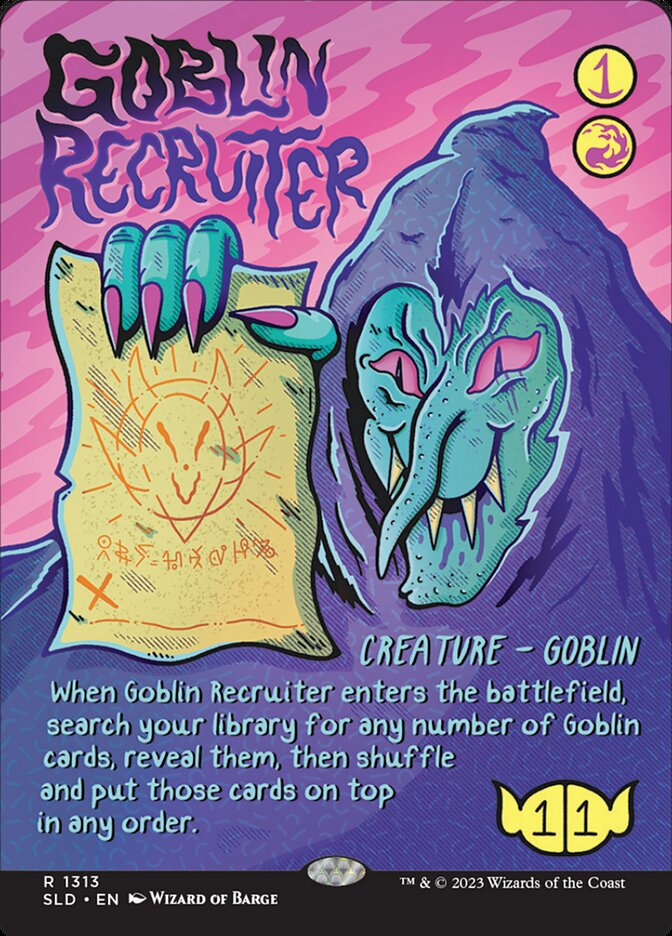 GOBLIN
RECRUITER
1
CREATURE – GOBLIN
When Goblin Recruiter enters the battlefield,
search your library for any number of Goblin
cards, reveal them, then shuffle
and put those cards on top
in any order.
1 1
R 1313
SLD • EN WIZARD OF BARGE
™ & © 2023 Wizards of the Coast